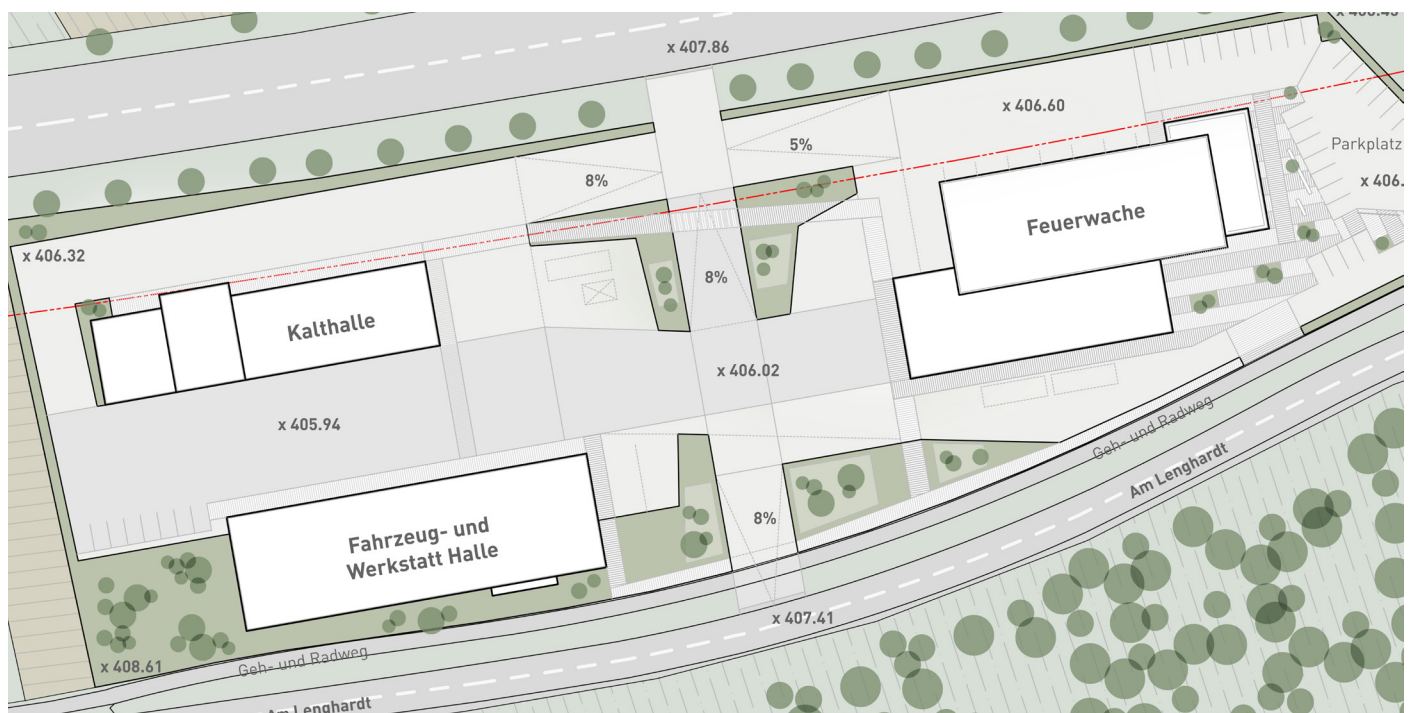 x 407.86
x 406.60
5%
Parkplatz
8%
x 406.
Feuerwache
x 406.32
8%
Kalthalle
x 406.02
x 405.94
Geh- und Radweg
Am Lenghardt
8%
Fahrzeug- und
Werkstatt Halle
x 407.41
x 408.61
Geh- und Radweg
Am Lenghardt